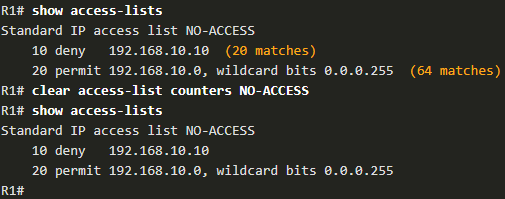 R1# show access-lists
Standard IP access list NO-ACCESS
    10 deny   192.168.10.10  (20 matches)
    20 permit 192.168.10.0, wildcard bits 0.0.0.255  (64 matches)
R1# clear access-list counters NO-ACCESS
R1# show access-lists
Standard IP access list NO-ACCESS
    10 deny   192.168.10.10
    20 permit 192.168.10.0, wildcard bits 0.0.0.255
R1#